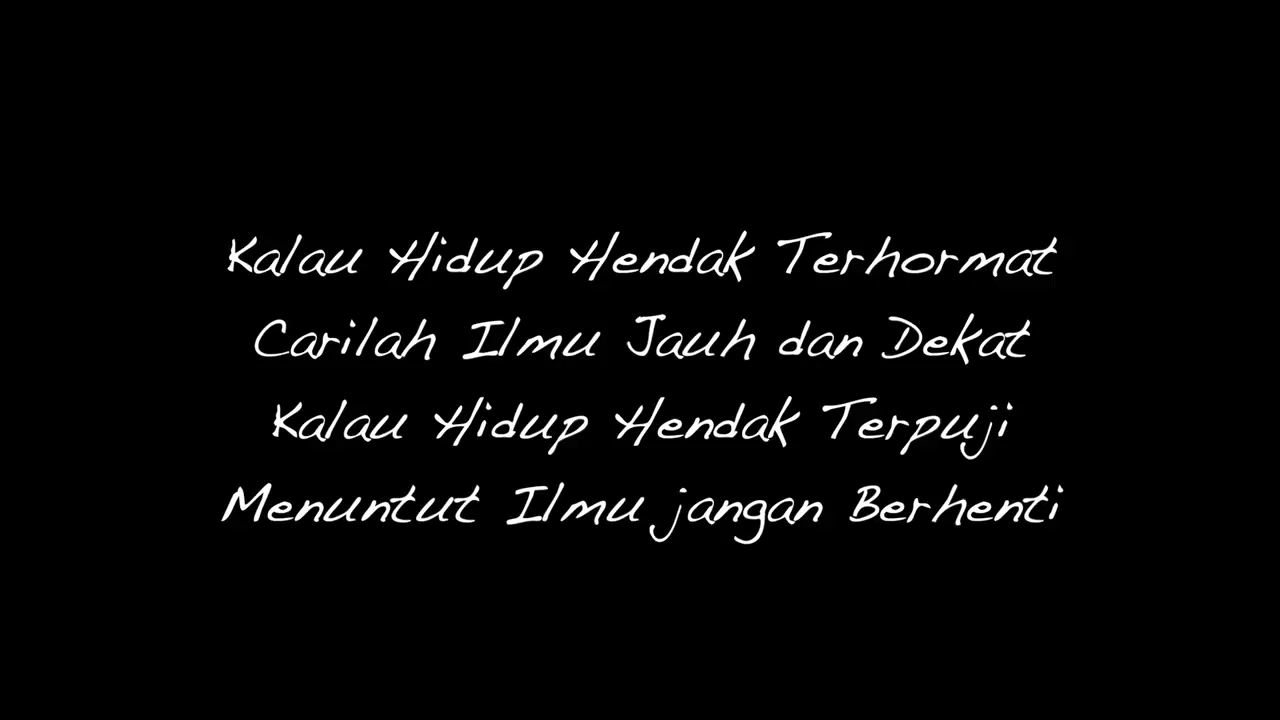 Kalau Hidup Hendak Terhormat
Carilah Ilmu Jauh dan Dekat
Kalau Hidup Hendak Terpuji
Menuntut Ilmu jangan Berhenti